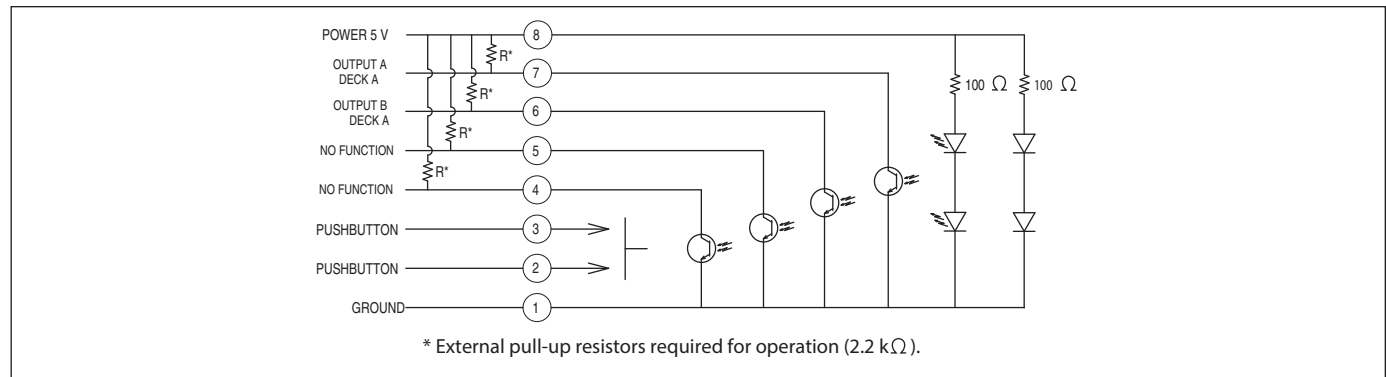 POWER 5 V 8
R*
100 Ω 100 Ω
OUTPUT A
DECK A
7
R*
OUTPUT B
DECK A
6
R*
NO FUNCTION 5
R*
NO FUNCTION 4
PUSHBUTTON 3
PUSHBUTTON 2
GROUND 1
* External pull-up resistors required for operation (2.2 kΩ).